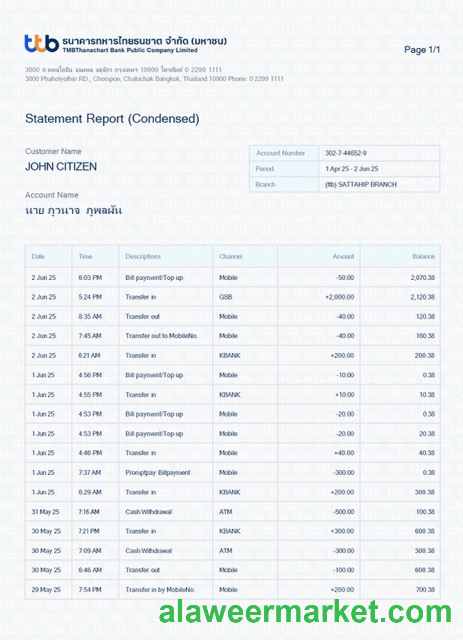 ttb ธนาคารทหารไทยธนชาต จำกัด (มหาชน)
TMBThanachart Bank Public Company Limited
Page 1/1
3000 ถ.พหลโยธิน จอมพล จตุจักร กรุงเทพฯ 10900 โทรศัพท์ 0 2299 1111
3000 Phaholyothin RD., Chompon, Chatuchak Bangkok, Thailand 10900 Phone: 0 2299 1111
Statement Report (Condensed)
Customer Name
JOHN CITIZEN
Account Number 302-7-44652-9
Period 1 Apr 25 - 2 Jun 25
Branch (ttb) SATTAHIP BRANCH
Account Name
นาย ภูวนาจ ภูพลผัน
Date Time Descriptions Channel Amount Balance
2 Jun 25 6:03 PM Bill payment/Top up Mobile -50.00 2,070.38
2 Jun 25 5:24 PM Transfer in GSB +2,000.00 2,120.38
2 Jun 25 8:35 AM Transfer out Mobile -40.00 120.38
2 Jun 25 7:45 AM Transfer out to MobileNo. Mobile -40.00 160.38
2 Jun 25 6:21 AM Transfer in KBANK +200.00 200.38
1 Jun 25 4:56 PM Bill payment/Top up Mobile -10.00 0.38
1 Jun 25 4:55 PM Transfer in KBANK +10.00 10.38
1 Jun 25 4:53 PM Bill payment/Top up Mobile -20.00 0.38
1 Jun 25 4:53 PM Bill payment/Top up Mobile -20.00 20.38
1 Jun 25 4:46 PM Transfer in Mobile +40.00 40.38
1 Jun 25 7:37 AM Promptpay Billpayment Mobile -300.00 0.38
1 Jun 25 6:29 AM Transfer in KBANK +200.00 300.38
31 May 25 7:16 AM Cash Withdrawal ATM -500.00 100.38
30 May 25 7:21 PM Transfer in KBANK +300.00 600.38
30 May 25 7:09 AM Cash Withdrawal ATM -300.00 300.38
30 May 25 6:46 AM Transfer out Mobile -100.00 600.38
29 May 25 7:54 PM Transfer in by MobileNo. Mobile +200.00 700.38
alaweermarket.com